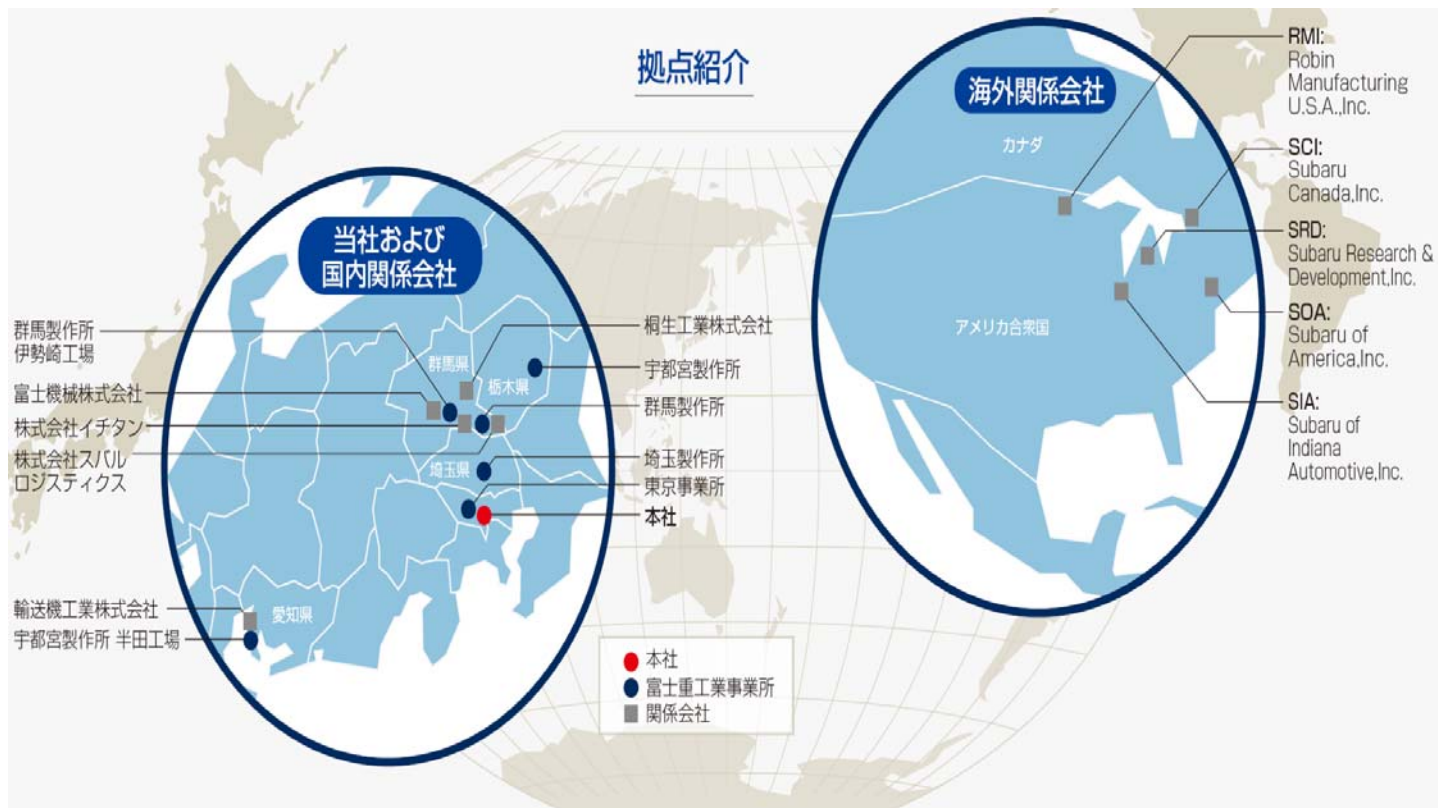 拠点紹介
当社および
国内関係会社
群馬製作所
伊勢崎工場
富士機械株式会社
株式会社イチタン
株式会社スバル
ロジスティクス
輸送機工業株式会社
宇都宮製作所 半田工場
群馬県
栃木県
埼玉県
愛知県
桐生工業株式会社
宇都宮製作所
群馬製作所
埼玉製作所
東京事業所
本社
本社
富士重工業事業所
関係会社
海外関係会社
カナダ
アメリカ合衆国
RMI:
Robin
Manufacturing
U.S.A.,Inc.
SCI:
Subaru
Canada,Inc.
SRD:
Subaru Research &
Development,Inc.
SOA:
Subaru of
America,Inc.
SIA:
Subaru of
Indiana
Automotive,Inc.